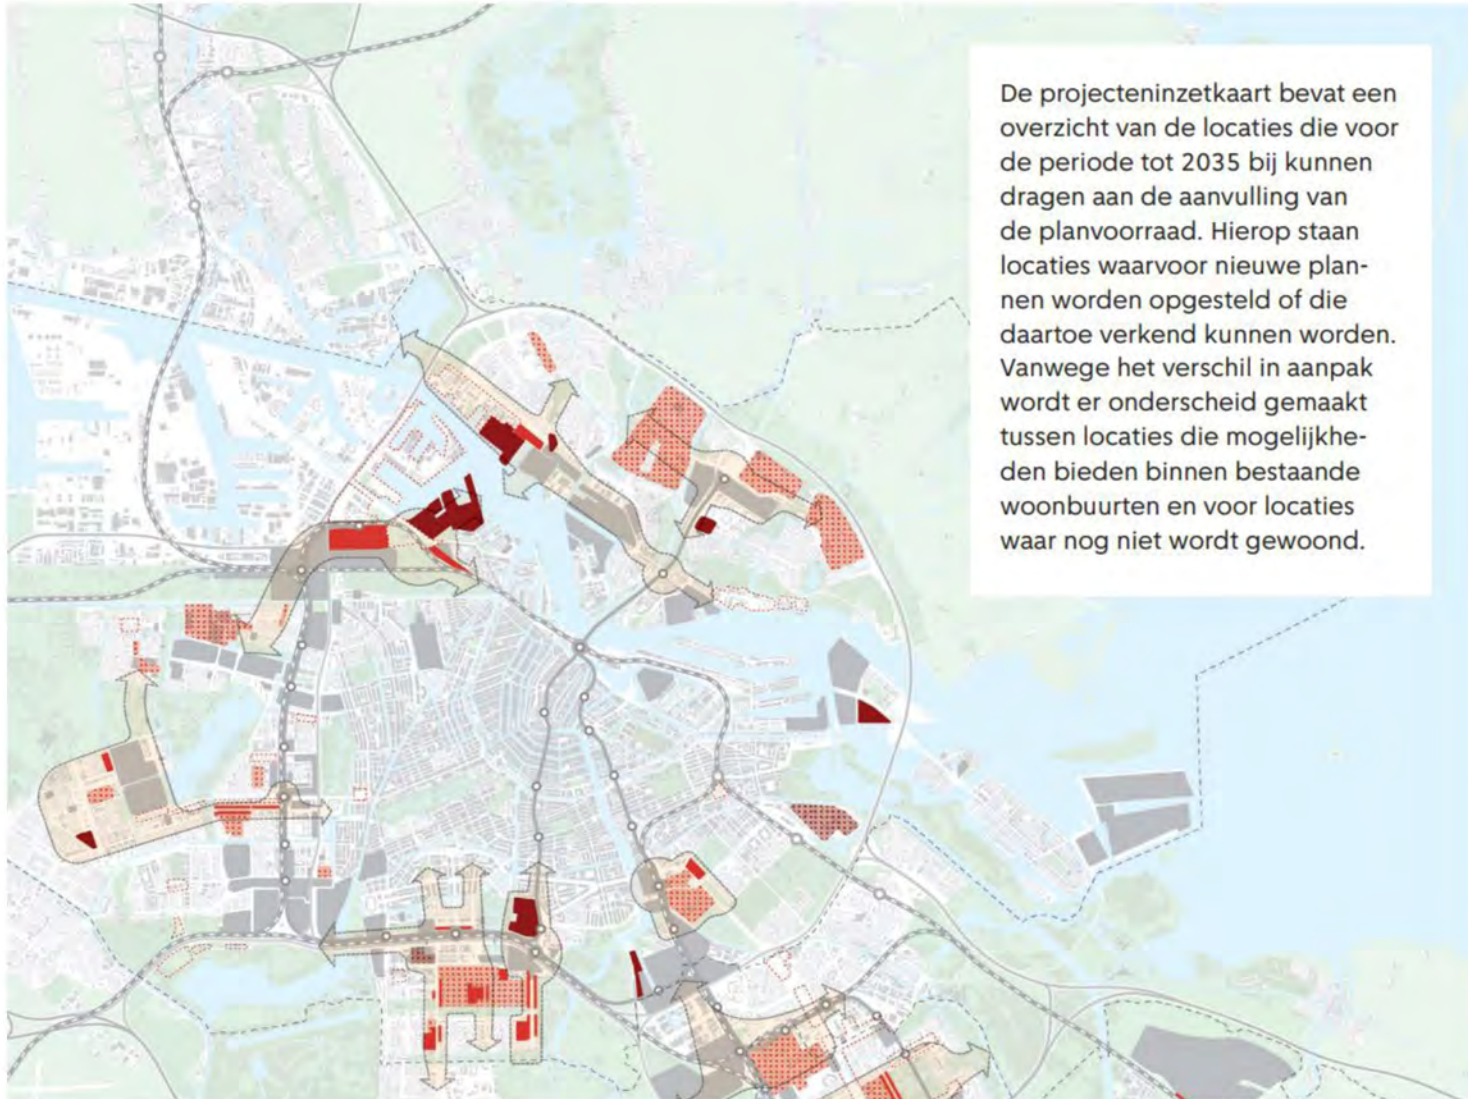 De projecteninzetkaart bevat een
overzicht van de locaties die voor
de periode tot 2035 bij kunnen
dragen aan de aanvulling van
de planvoorraad. Hierop staan
locaties waarvoor nieuwe plan-
nen worden opgesteld of die
daartoe verkend kunnen worden.
Vanwege het verschil in aanpak
wordt er onderscheid gemaakt
tussen locaties die mogelijkhe-
den bieden binnen bestaande
woonbuurten en voor locaties
waar nog niet wordt gewoond.